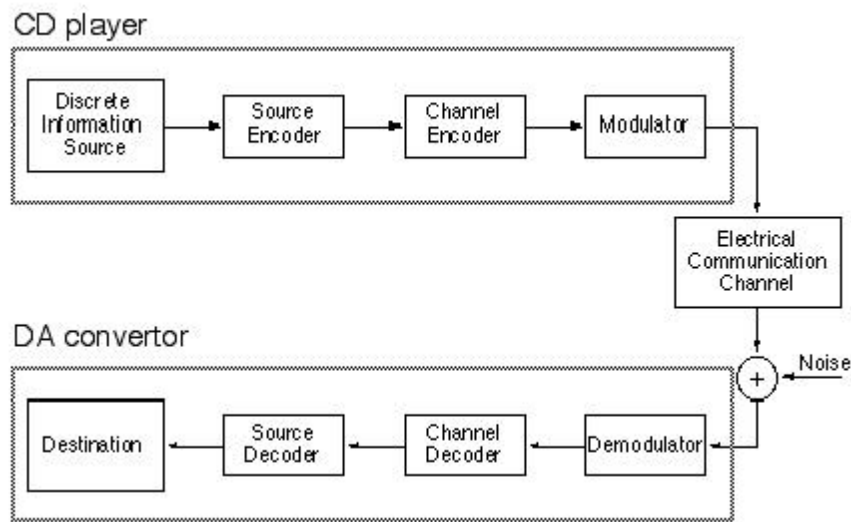 CD player
Discrete
Information
Source
Source
Encoder
Channel
Encoder
Modulator
Electrical
Communication
Channel
Noise
+
DA convertor
Destination
Source
Decoder
Channel
Decoder
Demodulator